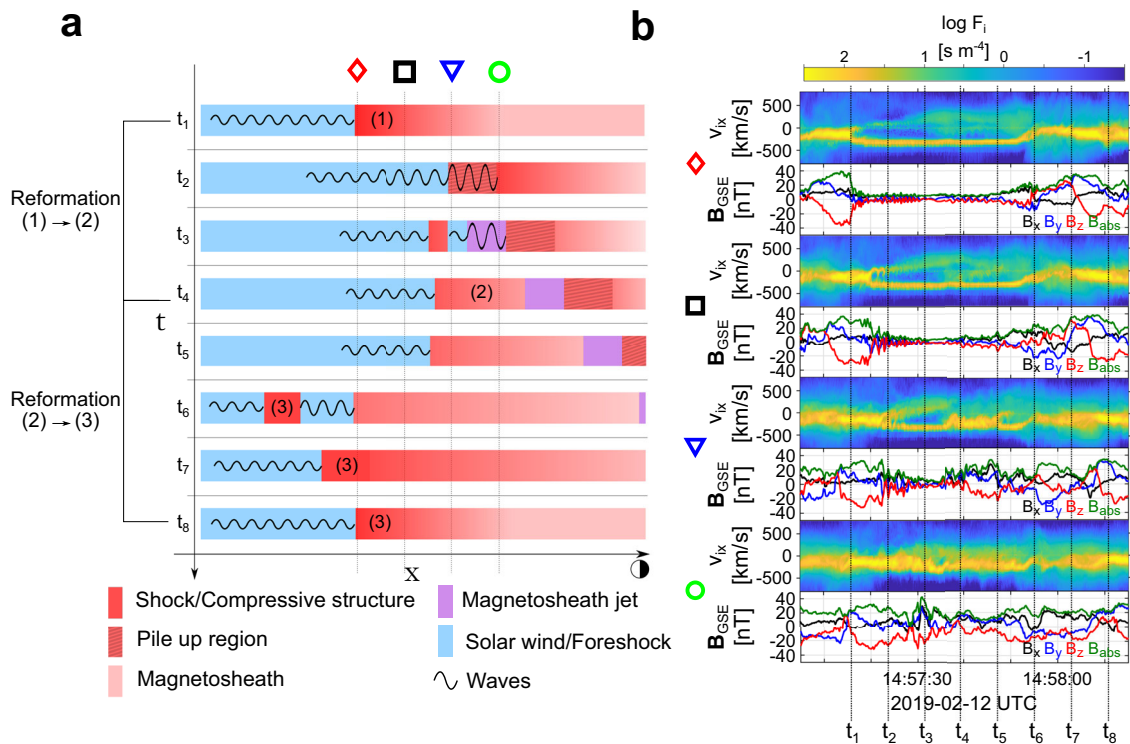 a
t1
(1)
t2
Reformation
(1) → (2)
t3
t4
(2)
t
t5
Reformation
(2) → (3)
t6
(3)
t7
(3)
t8
(3)
x
Shock/Compressive structure
Magnetosheath jet
Pile up region
Solar wind/Foreshock
Magnetosheath
Waves
b
log Fi
[s m-4]
2 1 0 -1
vix
[km/s]
500
0
-500
BGSE
[nT]
40
20
0
-20
-40
Bx By Bz Babs
vix
[km/s]
500
0
-500
BGSE
[nT]
40
20
0
-20
-40
Bx By Bz Babs
vix
[km/s]
500
0
-500
BGSE
[nT]
40
20
0
-20
-40
Bx By Bz Babs
vix
[km/s]
500
0
-500
BGSE
[nT]
40
20
0
-20
-40
Bx By Bz Babs
14:57:30 14:58:00
2019-02-12 UTC
t1 t2 t3 t4 t5 t6 t7 t8